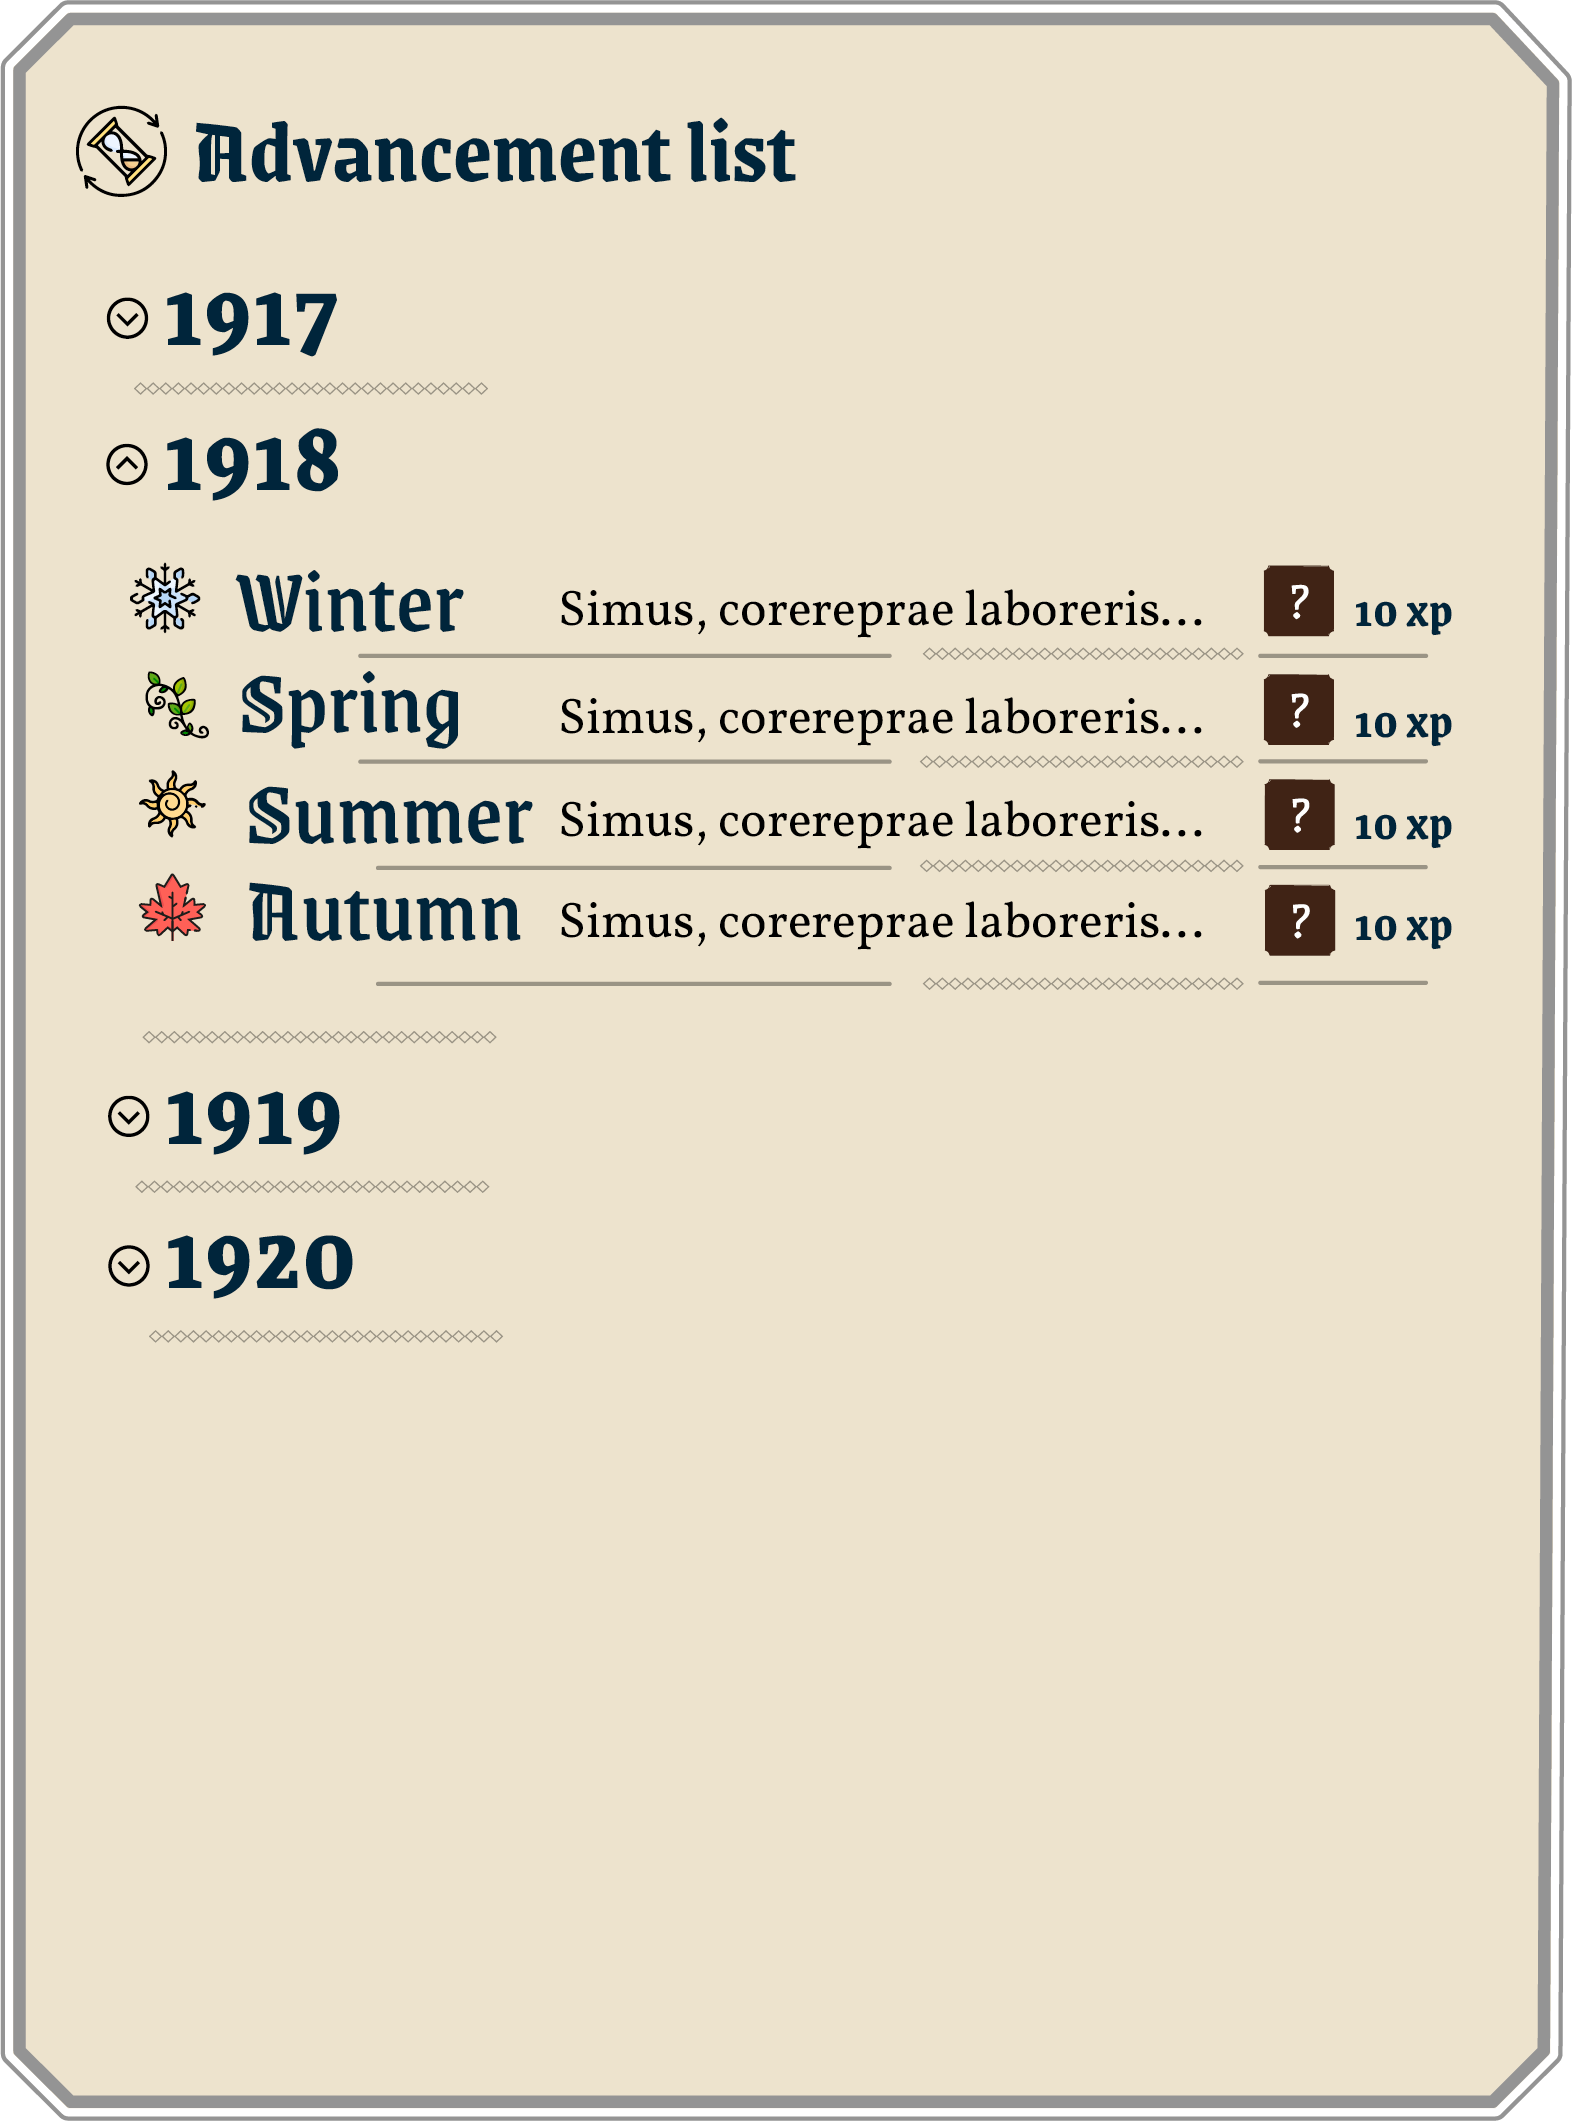 Advancement list
1917
1918
Winter Simus, corereprae laboreris... ? 10 xp
Spring Simus, corereprae laboreris... ? 10 xp
Summer Simus, corereprae laboreris... ? 10 xp
Autumn Simus, corereprae laboreris... ? 10 xp
1919
1920